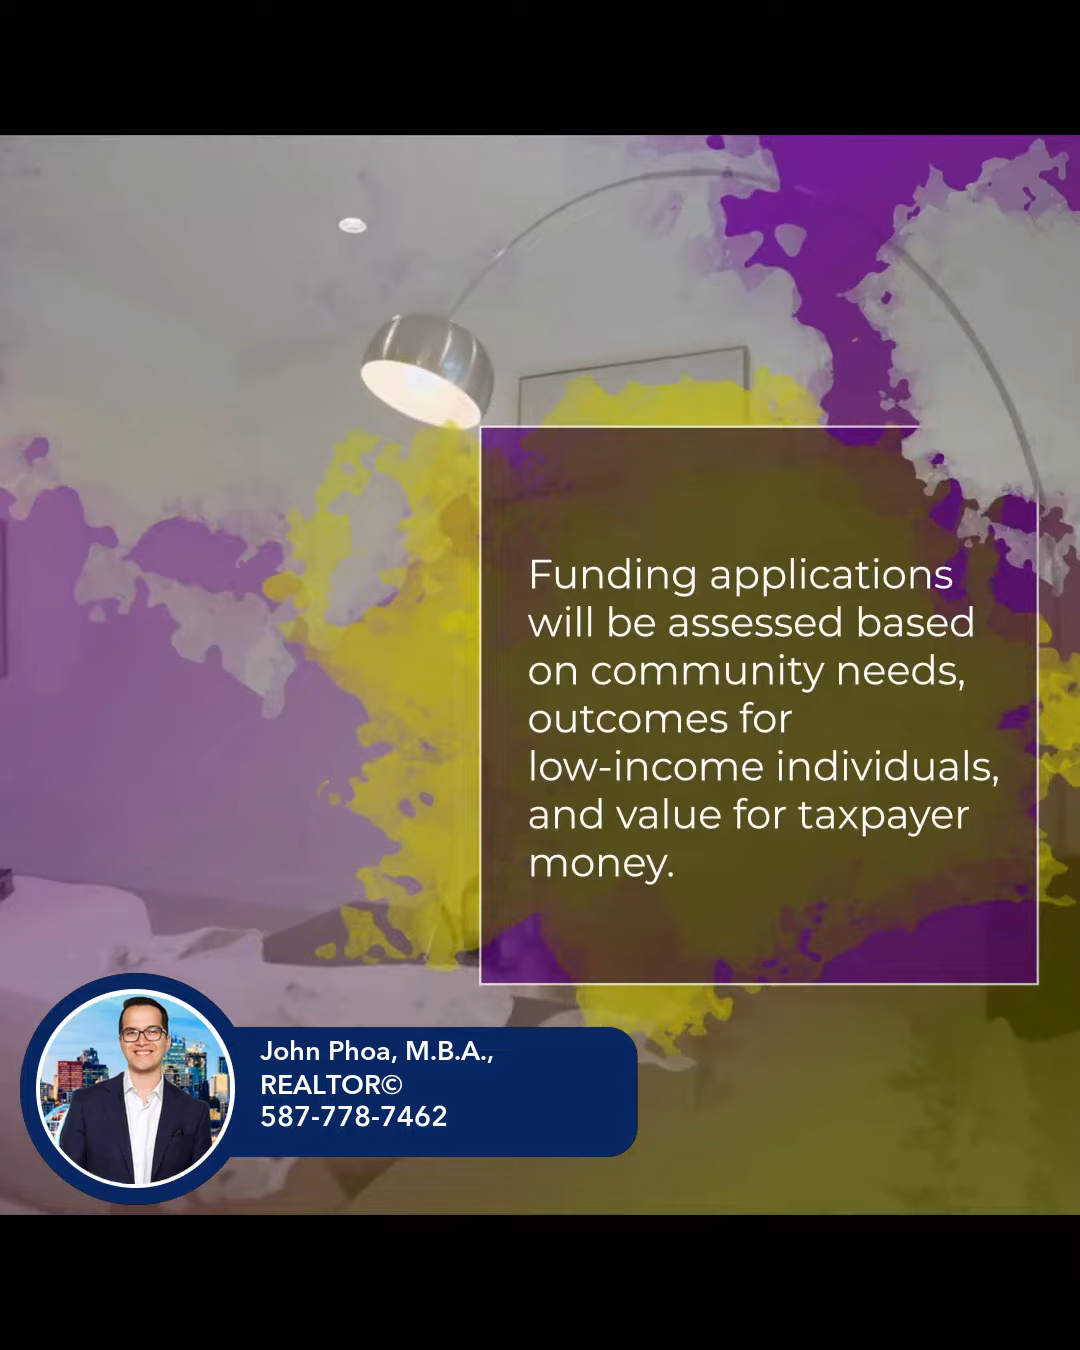 Funding applications
will be assessed based
on community needs,
outcomes for
low-income individuals,
and value for taxpayer
money.
John Phoa, M.B.A.,
REALTOR©
587-778-7462